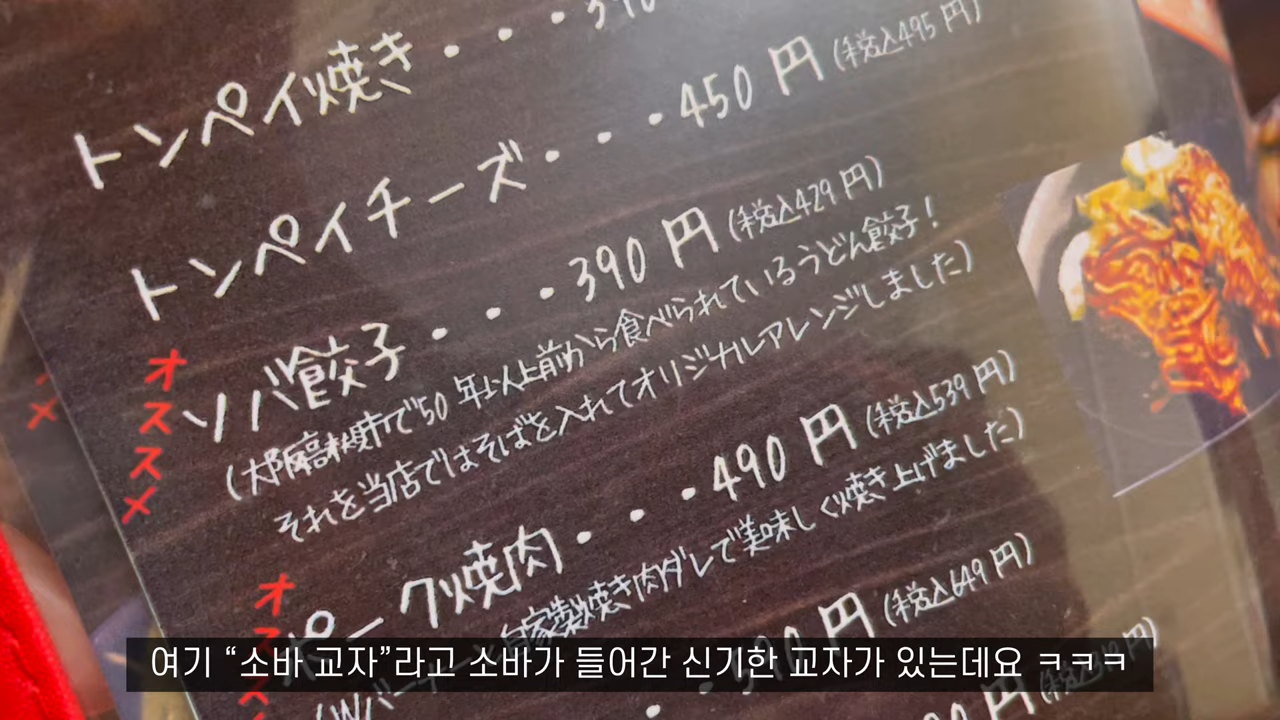 トンペイ焼き・・・390
トンペイチーズ・・・450円(税込495円)
オススメ
ソバ餃子・・・390円(税込429円)
(大阪高槻市で50年以上前から食べられているうどん餃子!
それを当店ではそばを入れてオリジナルアレンジしました)
オス
ポーク焼肉・・・490円(税込539円)
自家製焼き肉ダレで美味しく焼き上げました)
590円(税込649円)
여기 “소바 교자”라고 소바가 들어간 신기한 교자가 있는데요 ㅋㅋㅋ